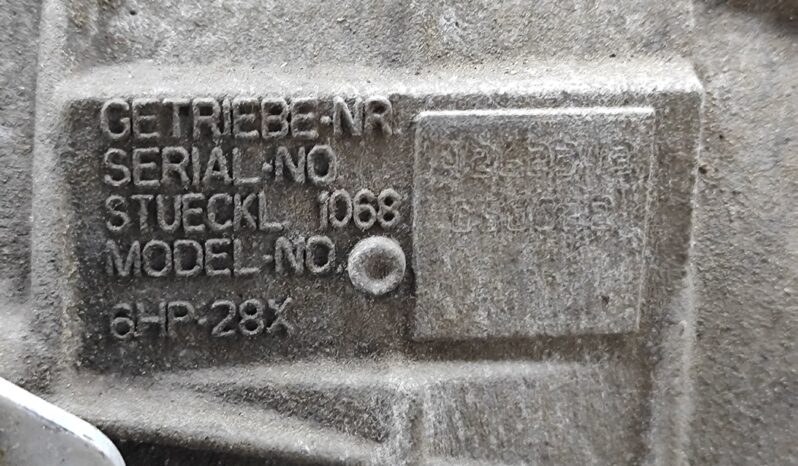 GETRIEBE-NR.
SERIAL-NO.
STUECKL. 1068
MODEL-NO.
6HP-28X